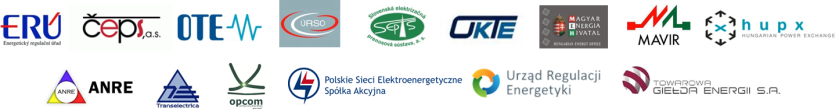 ERÚ
Energetický regulační úřad
čeps, a.s.
OTE
ÚRSO
Slovenská elektrizačná
SEPS
prenosová sústava, a. s.
OKTE
MAGYAR
ENERGIA
HIVATAL
HUNGARIAN ENERGY OFFICE
MAVIR
hupx
HUNGARIAN POWER EXCHANGE
ANRE
ANRE
Transelectrica
opcom
Polskie Sieci Elektroenergetyczne
Spółka Akcyjna
Urząd Regulacji
Energetyki
TOWAROWA
GIEŁDA ENERGII S.A.